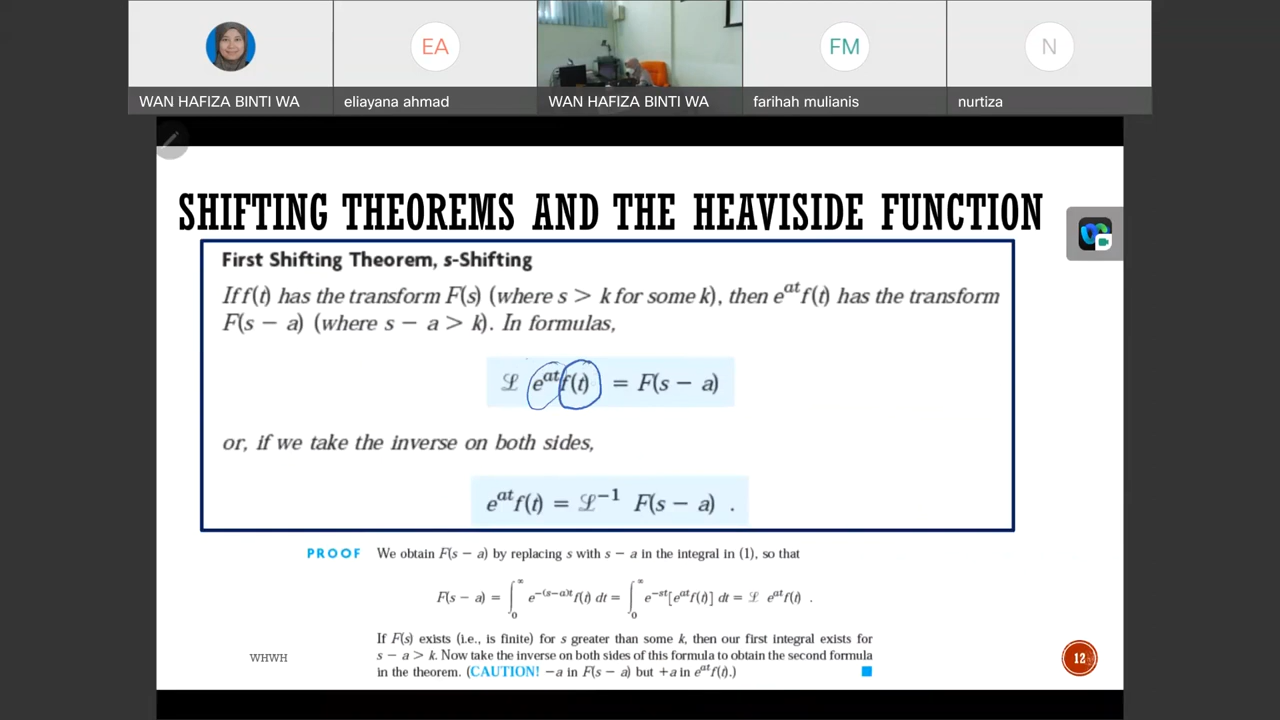 EA
FM
N
WAN HAFIZA BINTI WA
eliayana ahmad
WAN HAFIZA BINTI WA
farihah mulianis
nurtiza
SHIFTING THEOREMS AND THE HEAVISIDE FUNCTION
First Shifting Theorem, s-Shifting
If f(t) has the transform F(s) (where s > k for some k), then e^{at}f(t) has the transform
F(s − a) (where s − a > k). In formulas,
ℒ e^{at}f(t) = F(s − a)
or, if we take the inverse on both sides,
e^{at}f(t) = ℒ^{−1} F(s − a) .
PROOF We obtain F(s − a) by replacing s with s − a in the integral in (1), so that
F(s − a) = ∫_0^∞ e^{−(s−a)t}f(t) dt = ∫_0^∞ e^{−st}[e^{at}f(t)] dt = ℒ e^{at}f(t) .
If F(s) exists (i.e., is finite) for s greater than some k, then our first integral exists for
s − a > k. Now take the inverse on both sides of this formula to obtain the second formula
in the theorem. (CAUTION! −a in F(s − a) but +a in e^{at}f(t).)
WHWH
12